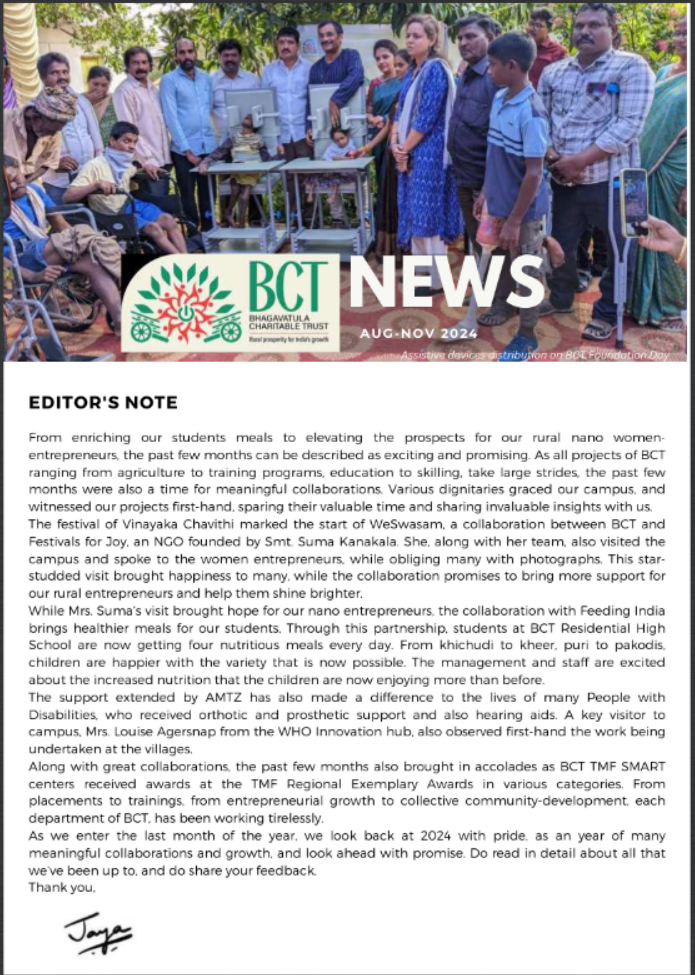 BCT
BHAGAVATULA
CHARITABLE TRUST
Rural prosperity for India's growth
NEWS
AUG-NOV 2024
Assistive devices distribution on BCT Foundation Day
EDITOR'S NOTE
From enriching our students meals to elevating the prospects for our rural nano women-
entrepreneurs, the past few months can be described as exciting and promising. As all projects of BCT
ranging from agriculture to training programs, education to skilling, take large strides, the past few
months were also a time for meaningful collaborations. Various dignitaries graced our campus, and
witnessed our projects first-hand, sparing their valuable time and sharing invaluable insights with us.
The festival of Vinayaka Chavithi marked the start of WeSwasam, a collaboration between BCT and
Festivals for Joy, an NGO founded by Smt. Suma Kanakala. She, along with her team, also visited the
campus and spoke to the women entrepreneurs, while obliging many with photographs. This star-
studded visit brought happiness to many, while the collaboration promises to bring more support for
our rural entrepreneurs and help them shine brighter.
While Mrs. Suma's visit brought hope for our nano entrepreneurs, the collaboration with Feeding India
brings healthier meals for our students. Through this partnership, students at BCT Residential High
School are now getting four nutritious meals every day. From khichudi to kheer, puri to pakodis,
children are happier with the variety that is now possible. The management and staff are excited
about the increased nutrition that the children are now enjoying more than before.
The support extended by AMTZ has also made a difference to the lives of many People with
Disabilities, who received orthotic and prosthetic support and also hearing aids. A key visitor to
campus, Mrs. Louise Agersnap from the WHO Innovation hub, also observed first-hand the work being
undertaken at the villages.
Along with great collaborations, the past few months also brought in accolades as BCT TMF SMART
centers received awards at the TMF Regional Exemplary Awards in various categories. From
placements to trainings, from entrepreneurial growth to collective community-development, each
department of BCT, has been working tirelessly.
As we enter the last month of the year, we look back at 2024 with pride, as an year of many
meaningful collaborations and growth, and look ahead with promise. Do read in detail about all that
we've been up to, and do share your feedback.
Thank you,
Jaya